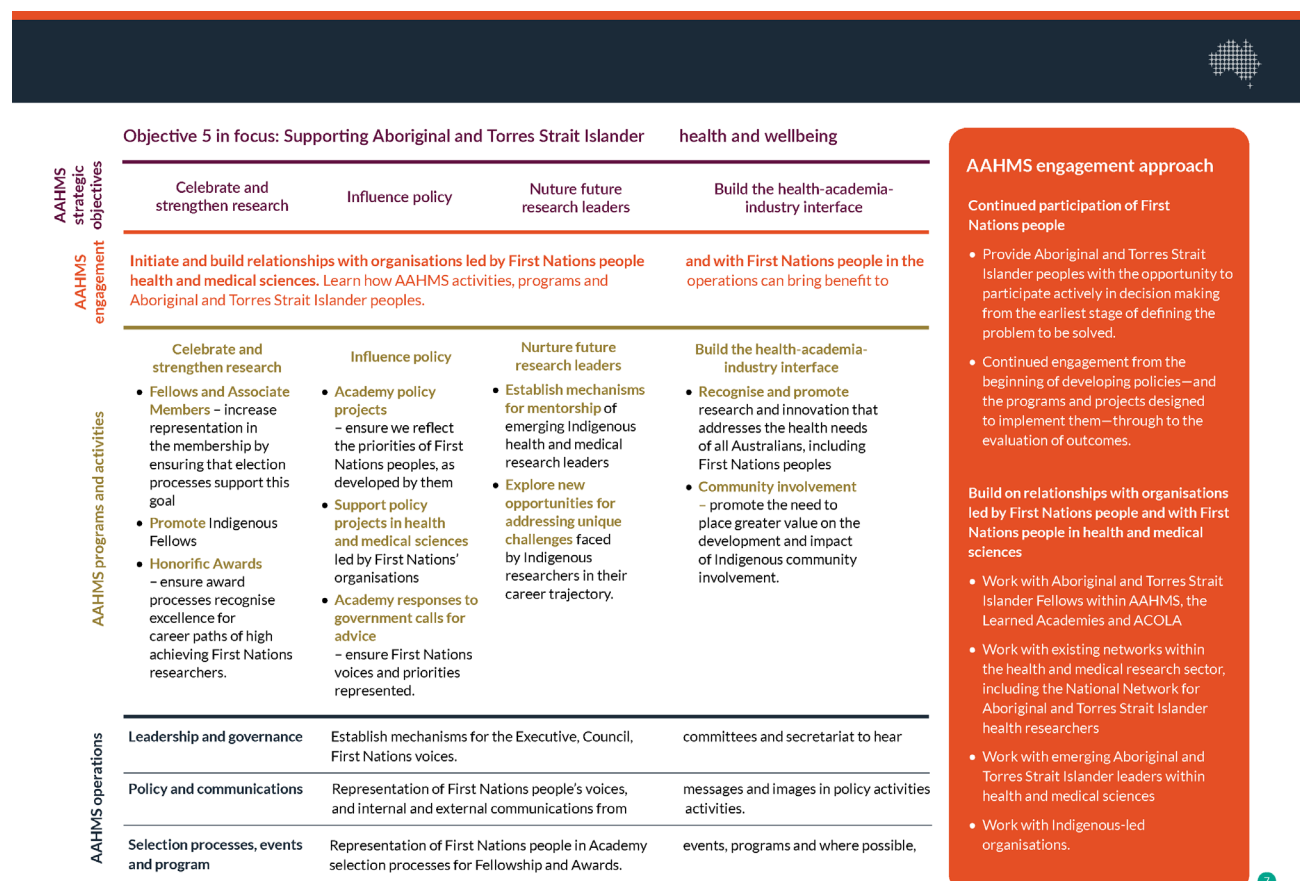 Objective 5 in focus: Supporting Aboriginal and Torres Strait Islander health and wellbeing
AAHMS
strategic
objectives
Celebrate and
strengthen research
Influence policy
Nuture future
research leaders
Build the health-academia-
industry interface
AAHMS
engagement
Initiate and build relationships with organisations led by First Nations people and with First Nations people in the
health and medical sciences. Learn how AAHMS activities, programs and operations can bring benefit to
Aboriginal and Torres Strait Islander peoples.
AAHMS programs and activities
Celebrate and
strengthen research
• Fellows and Associate
Members – increase
representation in
the membership by
ensuring that election
processes support this
goal
• Promote Indigenous
Fellows
• Honorific Awards
– ensure award
processes recognise
excellence for
career paths of high
achieving First Nations
researchers.
Influence policy
• Academy policy
projects
– ensure we reflect
the priorities of First
Nations peoples, as
developed by them
• Support policy
projects in health
and medical sciences
led by First Nations’
organisations
• Academy responses to
government calls for
advice
– ensure First Nations
voices and priorities
represented.
Nurture future
research leaders
• Establish mechanisms
for mentorship of
emerging Indigenous
health and medical
research leaders
• Explore new
opportunities for
addressing unique
challenges faced
by Indigenous
researchers in their
career trajectory.
Build the health-academia-
industry interface
• Recognise and promote
research and innovation that
addresses the health needs
of all Australians, including
First Nations peoples
• Community involvement
– promote the need to
place greater value on the
development and impact
of Indigenous community
involvement.
AAHMS operations
Leadership and governance
Establish mechanisms for the Executive, Council, committees and secretariat to hear
First Nations voices.
Policy and communications
Representation of First Nations people’s voices, messages and images in policy activities
and internal and external communications from activities.
Selection processes, events
and program
Representation of First Nations people in Academy events, programs and where possible,
selection processes for Fellowship and Awards.
AAHMS engagement approach
Continued participation of First
Nations people
• Provide Aboriginal and Torres Strait
Islander peoples with the opportunity to
participate actively in decision making
from the earliest stage of defining the
problem to be solved.
• Continued engagement from the
beginning of developing policies—and
the programs and projects designed
to implement them—through to the
evaluation of outcomes.
Build on relationships with organisations
led by First Nations people and with First
Nations people in health and medical
sciences
• Work with Aboriginal and Torres Strait
Islander Fellows within AAHMS, the
Learned Academies and ACOLA
• Work with existing networks within
the health and medical research sector,
including the National Network for
Aboriginal and Torres Strait Islander
health researchers
• Work with emerging Aboriginal and
Torres Strait Islander leaders within
health and medical sciences
• Work with Indigenous-led
organisations.